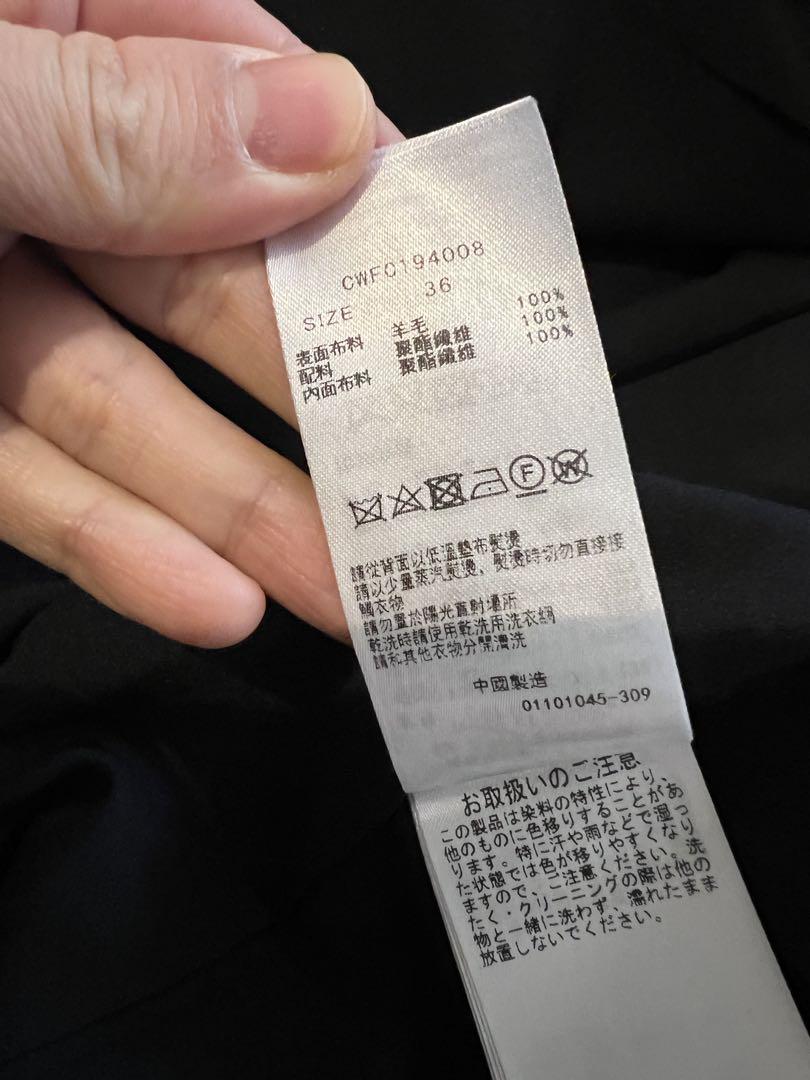 CWFC194008
SIZE 36
表面布料 羊毛 100%
配料 聚酯纖維 100%
內面布料 聚酯纖維 100%
F
W
請從背面以低溫墊布熨燙
請以少量蒸汽熨燙、熨燙時切勿直接接
觸衣物
請勿置於陽光直射場所
乾洗時請使用乾洗用洗衣網
請和其他衣物分開清洗
中國製造
01101045-309
お取扱いのご注意
この製品は染料の特性により、
他のものに色移りすることがあ
ります。特に汗や雨などで湿っ
た状態では色が移りやすくなり
ますので、ご注意ください。洗
たく・クリーニングの際は他の
物と一緒に洗わず、濡れたまま
放置しないでください。